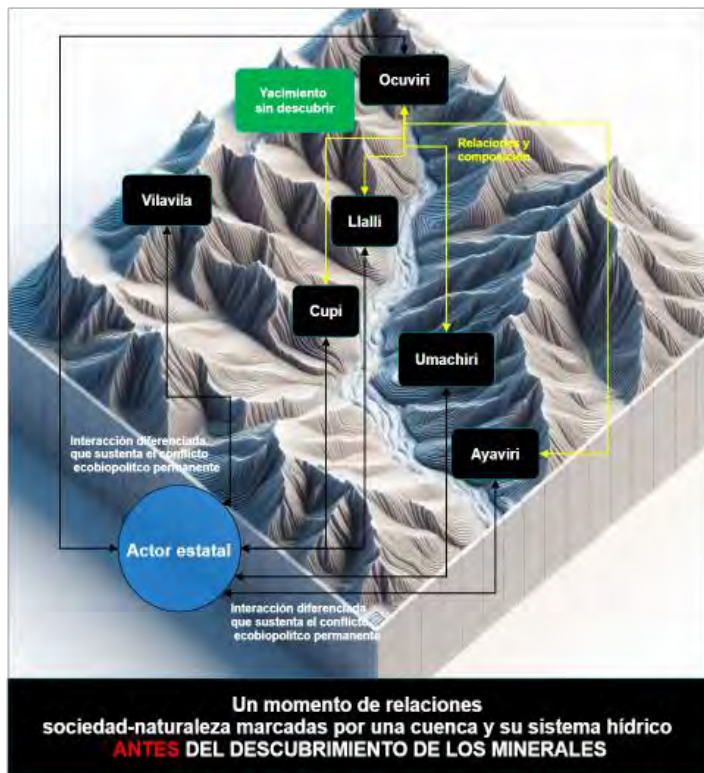 Ocuviri
Yacimiento
sin descubrir
Relaciones y
composición
Vilavila
Llalli
Cupi
Umachiri
Ayaviri
Interacción diferenciada
que sustenta el conflicto
ecobiopolitco permanente
Actor estatal
Interacción diferenciada
que sustenta el conflicto
ecobiopolitco permanente
Un momento de relaciones
sociedad-naturaleza marcadas por una cuenca y su sistema hídrico
ANTES DEL DESCUBRIMIENTO DE LOS MINERALES